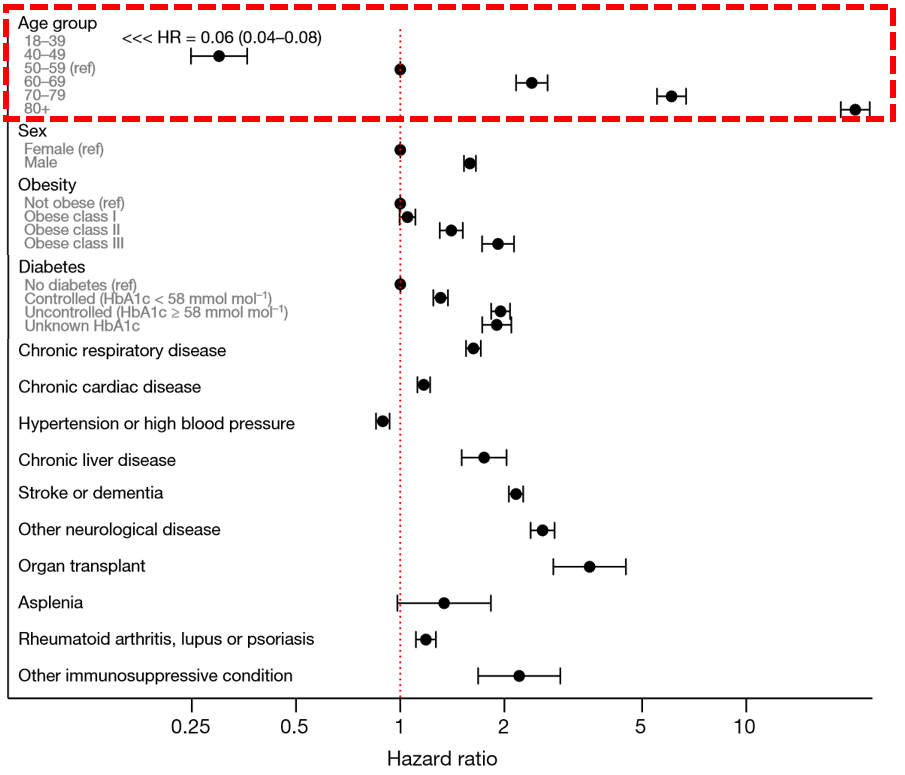 Age group
18–39 <<< HR = 0.06 (0.04–0.08)
40–49
50–59 (ref)
60–69
70–79
80+
Sex
Female (ref)
Male
Obesity
Not obese (ref)
Obese class I
Obese class II
Obese class III
Diabetes
No diabetes (ref)
Controlled (HbA1c < 58 mmol mol⁻¹)
Uncontrolled (HbA1c ≥ 58 mmol mol⁻¹)
Unknown HbA1c
Chronic respiratory disease
Chronic cardiac disease
Hypertension or high blood pressure
Chronic liver disease
Stroke or dementia
Other neurological disease
Organ transplant
Asplenia
Rheumatoid arthritis, lupus or psoriasis
Other immunosuppressive condition
0.25 0.5 1 2 5 10
Hazard ratio